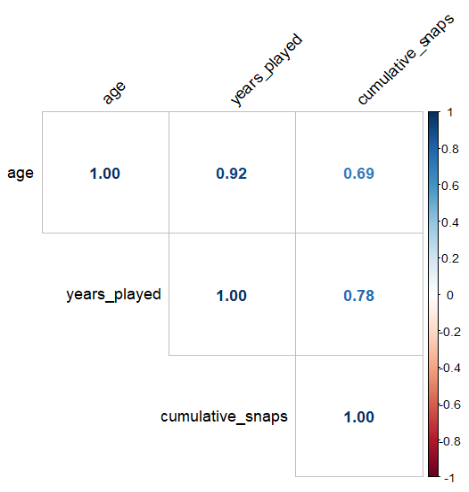 age
years_played
cumulative_snaps
age 1.00 0.92 0.69
years_played 1.00 0.78
cumulative_snaps 1.00
1
0.8
0.6
0.4
0.2
0
-0.2
-0.4
-0.6
-0.8
-1